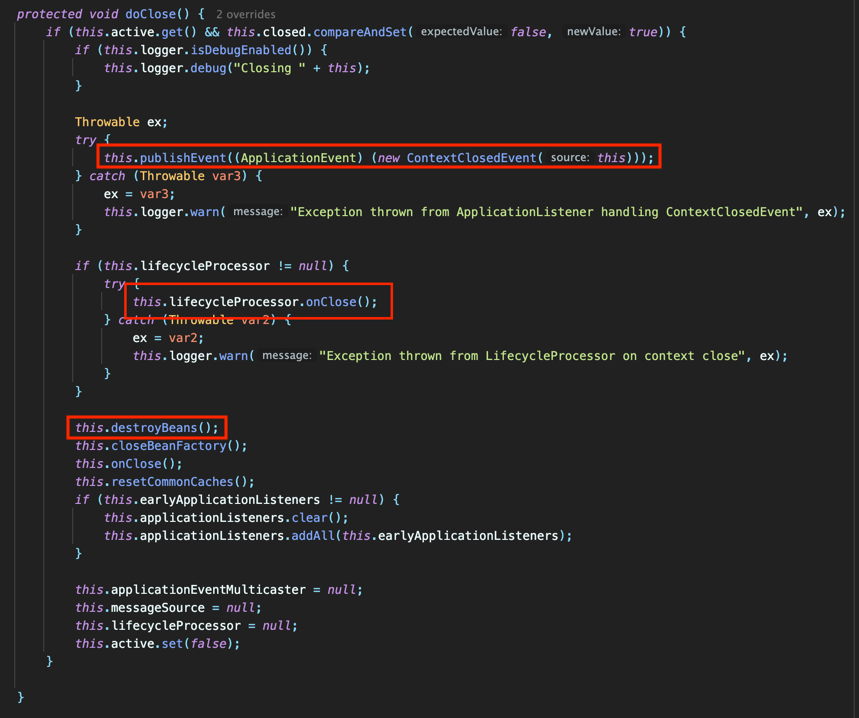 protected void doClose() {  2 overrides
    if (this.active.get() && this.closed.compareAndSet( expectedValue: false,  newValue: true)) {
        if (this.logger.isDebugEnabled()) {
            this.logger.debug("Closing " + this);
        }

        Throwable ex;
        try {
            this.publishEvent((ApplicationEvent) (new ContextClosedEvent( source: this)));
        } catch (Throwable var3) {
            ex = var3;
            this.logger.warn( message: "Exception thrown from ApplicationListener handling ContextClosedEvent", ex);
        }

        if (this.lifecycleProcessor != null) {
            try {
                this.lifecycleProcessor.onClose();
            } catch (Throwable var2) {
                ex = var2;
                this.logger.warn( message: "Exception thrown from LifecycleProcessor on context close", ex);
            }
        }

        this.destroyBeans();
        this.closeBeanFactory();
        this.onClose();
        this.resetCommonCaches();
        if (this.earlyApplicationListeners != null) {
            this.applicationListeners.clear();
            this.applicationListeners.addAll(this.earlyApplicationListeners);
        }

        this.applicationEventMulticaster = null;
        this.messageSource = null;
        this.lifecycleProcessor = null;
        this.active.set(false);
    }

}